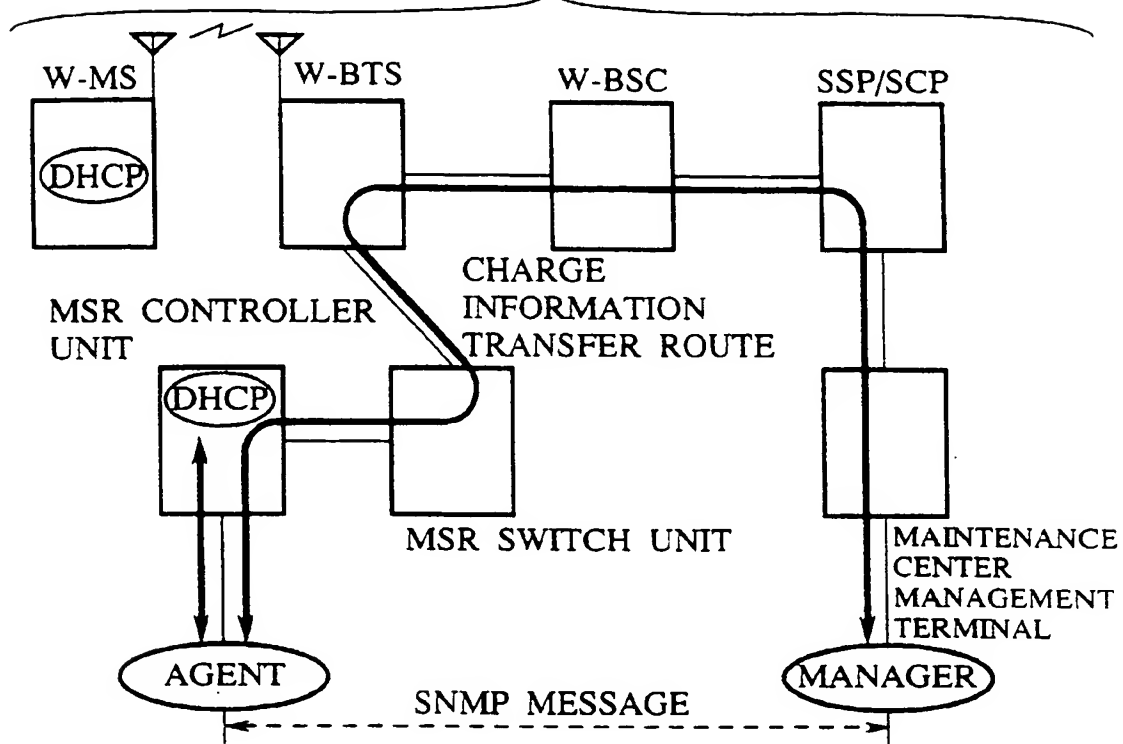 W-MS
W-BTS
W-BSC
SSP/SCP
DHCP
CHARGE
INFORMATION
TRANSFER ROUTE
MSR CONTROLLER
UNIT
DHCP
MSR SWITCH UNIT
MAINTENANCE
CENTER
MANAGEMENT
TERMINAL
AGENT
MANAGER
SNMP MESSAGE